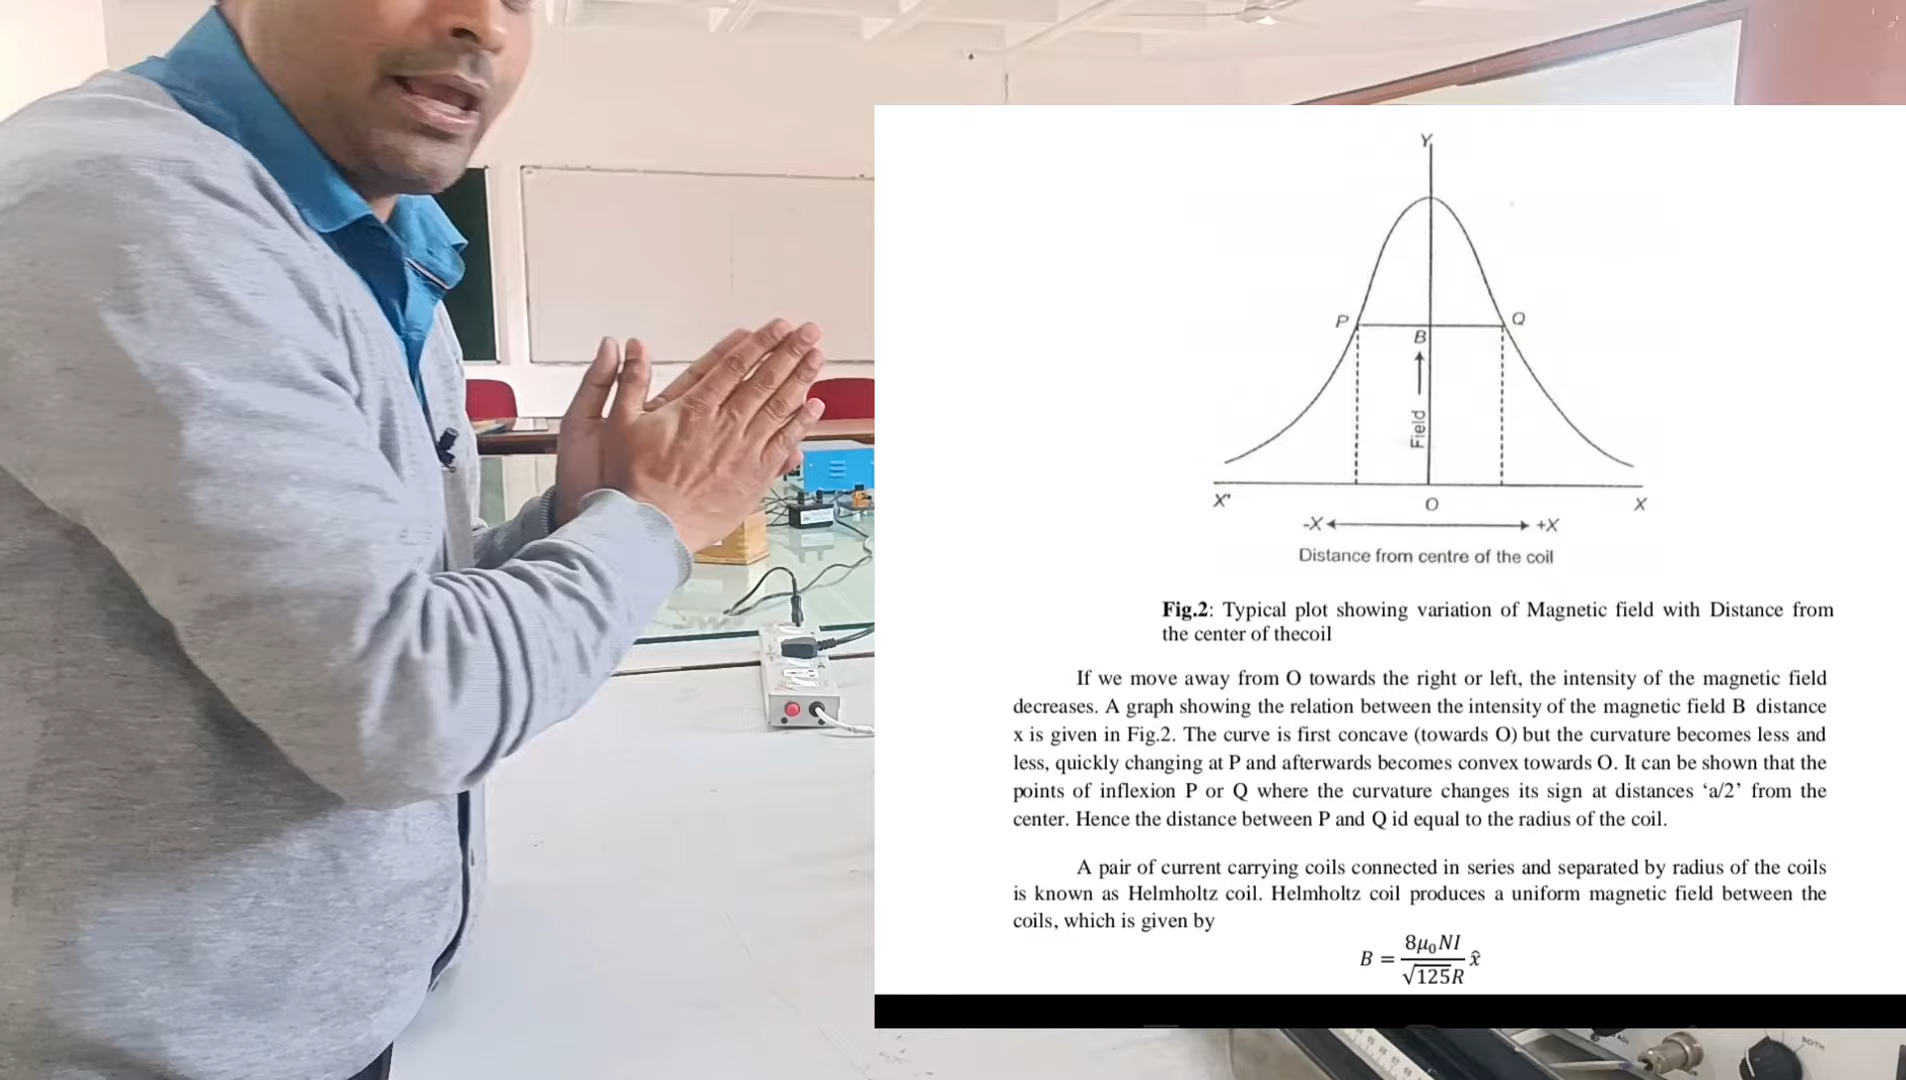 Y
P
Q
B
Field
X'
O
X
-X
+X
Distance from centre of the coil
Fig.2: Typical plot showing variation of Magnetic field with Distance from
the center of thecoil
If we move away from O towards the right or left, the intensity of the magnetic field
decreases. A graph showing the relation between the intensity of the magnetic field B distance
x is given in Fig.2. The curve is first concave (towards O) but the curvature becomes less and
less, quickly changing at P and afterwards becomes convex towards O. It can be shown that the
points of inflexion P or Q where the curvature changes its sign at distances ‘a/2’ from the
center. Hence the distance between P and Q id equal to the radius of the coil.
A pair of current carrying coils connected in series and separated by radius of the coils
is known as Helmholtz coil. Helmholtz coil produces a uniform magnetic field between the
coils, which is given by
B = 8μ₀NI / √125R x̂
BOTH